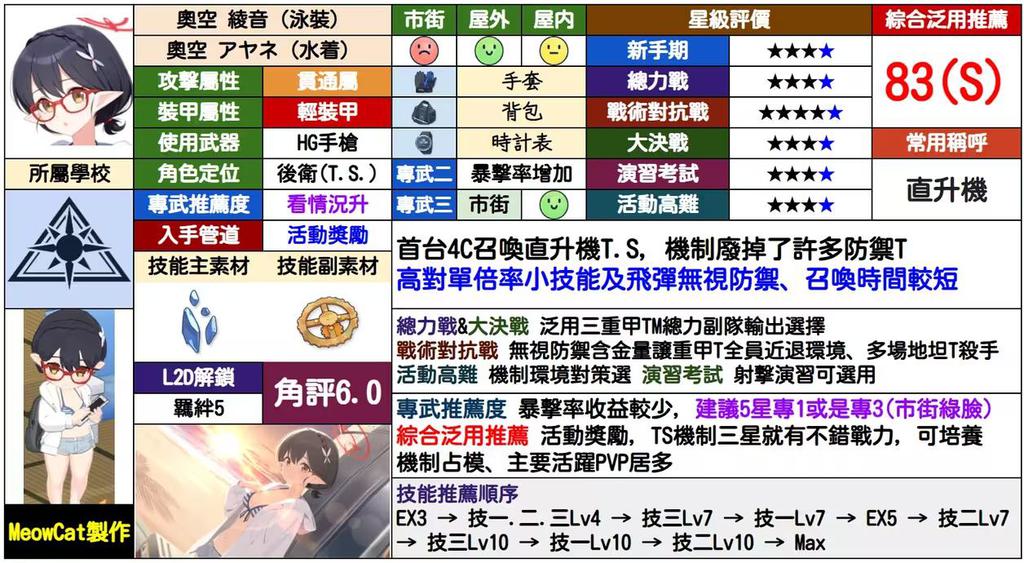 奧空 綾音（泳裝）
奧空 アヤネ（水着）
市街 屋外 屋内
星級評價
綜合泛用推薦
83(S)
攻擊屬性 貫通屬
裝甲屬性 輕裝甲
使用武器 HG手槍
角色定位 後衛(T.S.)
專武推薦度 看情況升
入手管道 活動獎勵
手套
背包
時計表
專武二 暴擊率增加
專武三 市街
新手期 ★★★★
總力戰 ★★★★
戰術對抗戰 ★★★★★
大決戰 ★★★★
演習考試 ★★★★
活動高難 ★★★★
常用稱呼
直升機
所屬學校
技能主素材 技能副素材
L2D解鎖
羈絆5
角評6.0
首台4C召喚直升機T.S, 機制廢掉了許多防禦T
高對單倍率小技能及飛彈無視防禦、召喚時間較短
總力戰&大決戰 泛用三重甲TM總力副隊輸出選擇
戰術對抗戰 無視防禦含金量讓重甲T全員近退環境、多場地坦T殺手
活動高難 機制環境對策選 演習考試 射擊演習可選用
專武推薦度 暴擊率收益較少, 建議5星專1或是專3(市街綠臉)
綜合泛用推薦 活動獎勵, TS機制三星就有不錯戰力, 可培養
機制占模、主要活躍PVP居多
技能推薦順序
EX3 → 技一.二.三Lv4 → 技三Lv7 → 技一Lv7 → EX5 → 技二Lv7
→ 技三Lv10 → 技一Lv10 → 技二Lv10 → Max
MeowCat製作